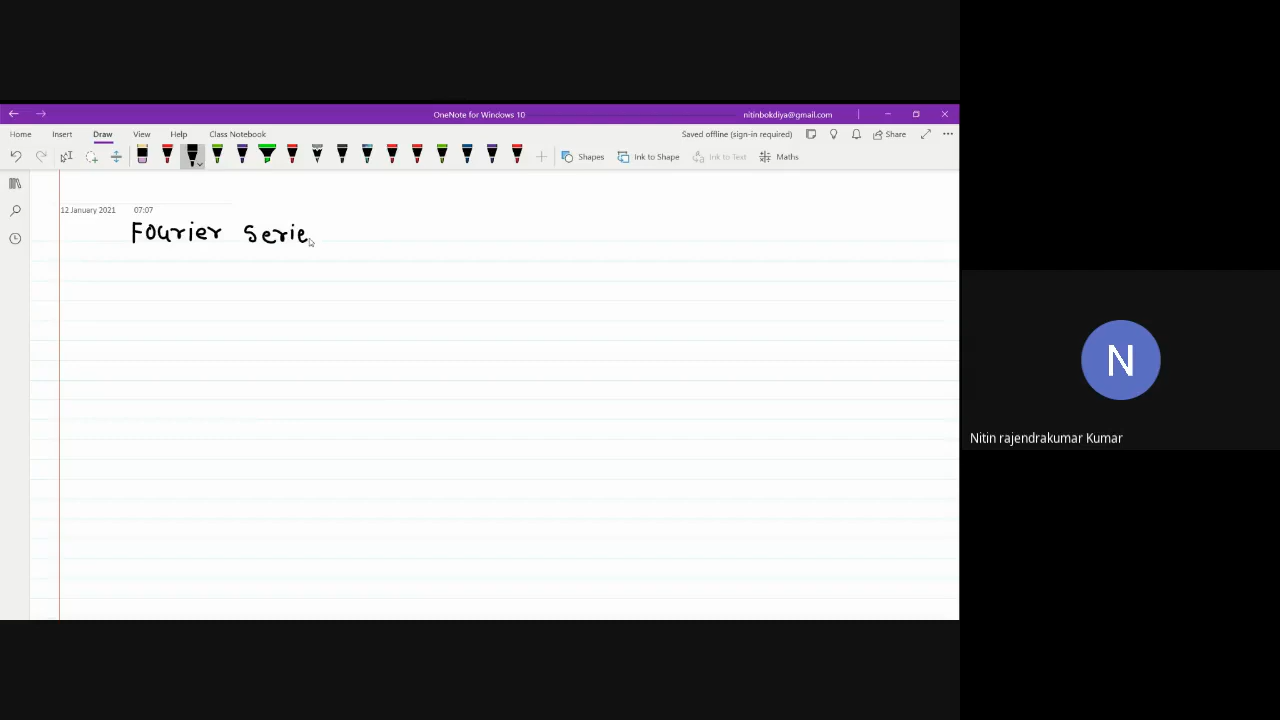 OneNote for Windows 10
nitinbokdiya@gmail.com
Home Insert Draw View Help Class Notebook
Saved offline (sign-in required) Share
Shapes Ink to Shape Ink to Text Maths
12 January 2021 07:07
Fourier Serie
N
Nitin rajendrakumar Kumar